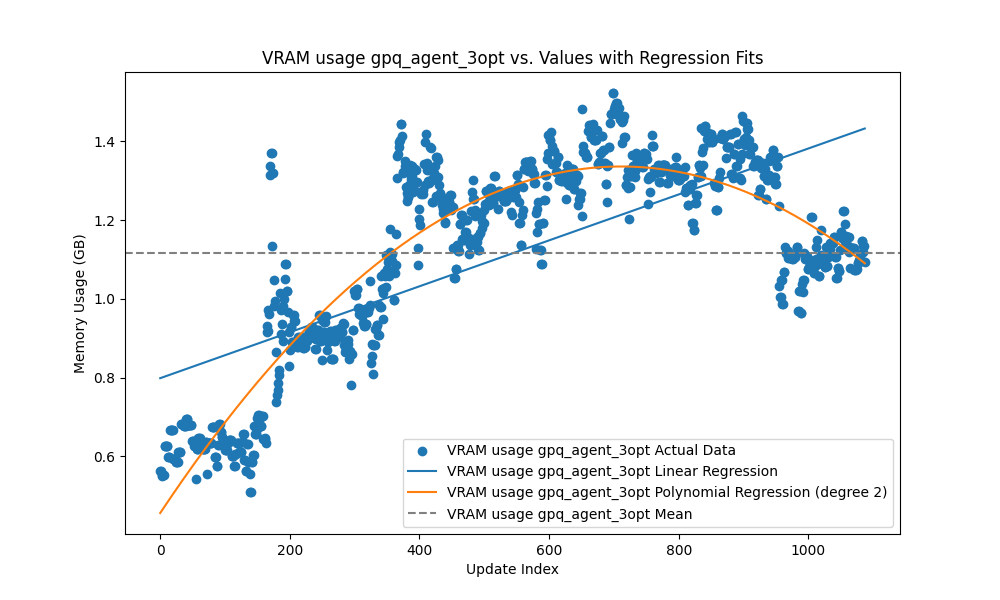 VRAM usage gpq_agent_3opt vs. Values with Regression Fits
Memory Usage (GB)
1.4
1.2
1.0
0.8
0.6
VRAM usage gpq_agent_3opt Actual Data
VRAM usage gpq_agent_3opt Linear Regression
VRAM usage gpq_agent_3opt Polynomial Regression (degree 2)
VRAM usage gpq_agent_3opt Mean
0 200 400 600 800 1000
Update Index